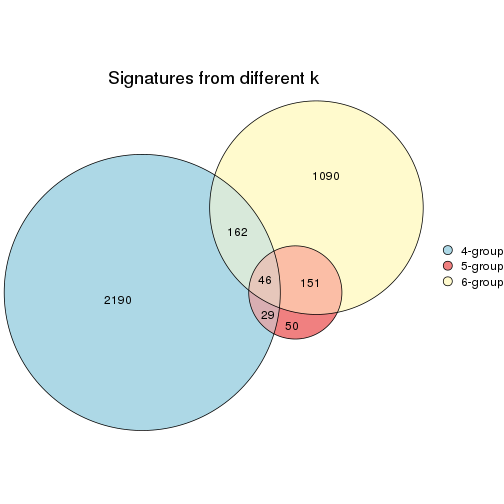 Signatures from different k
1090
162
46
151
2190
29
50
4-group
5-group
6-group